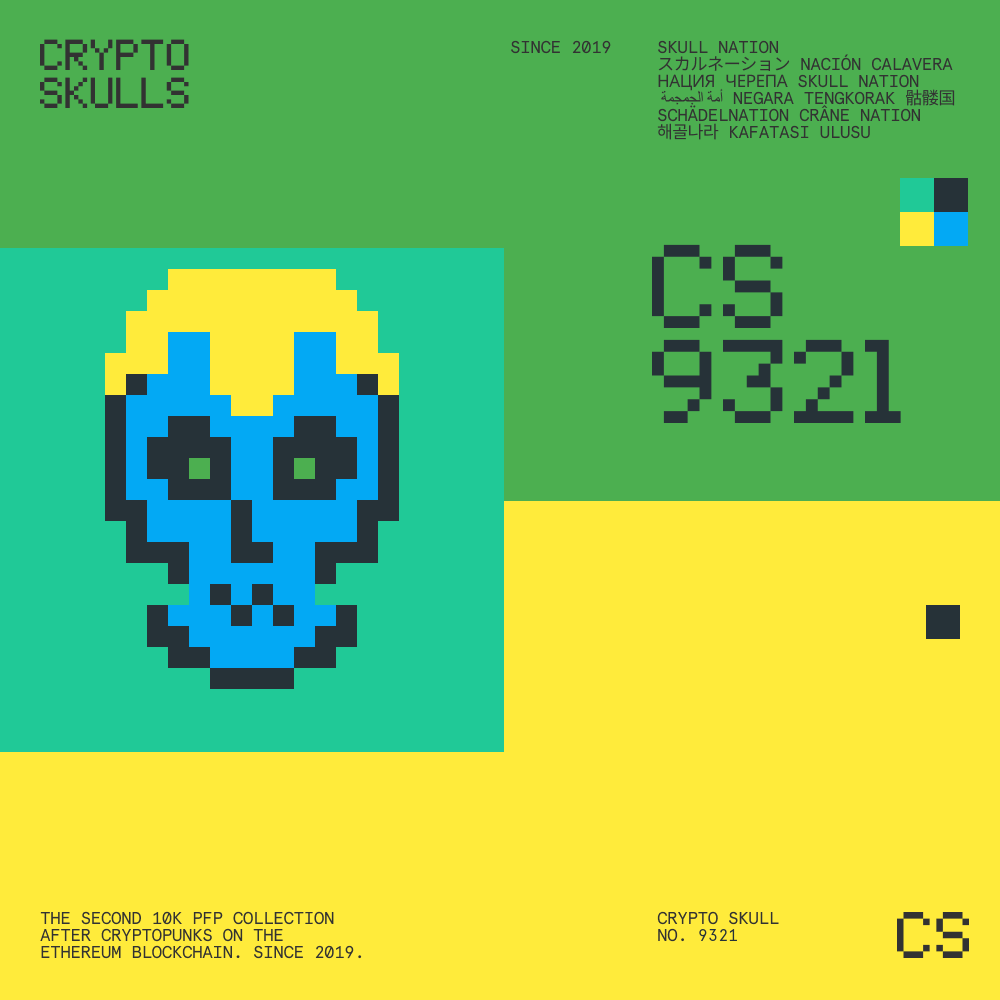 CRYPTO
SKULLS
SINCE 2019
SKULL NATION
スカルネーション NACIÓN CALAVERA
НАЦИЯ ЧЕРЕПА SKULL NATION
أمة الجمجمة NEGARA TENGKORAK 骷髅国
SCHÄDELNATION CRÂNE NATION
해골나라 KAFATASI ULUSU
CS
9321
THE SECOND 10K PFP COLLECTION
AFTER CRYPTOPUNKS ON THE
ETHEREUM BLOCKCHAIN. SINCE 2019.
CRYPTO SKULL
NO. 9321
CS